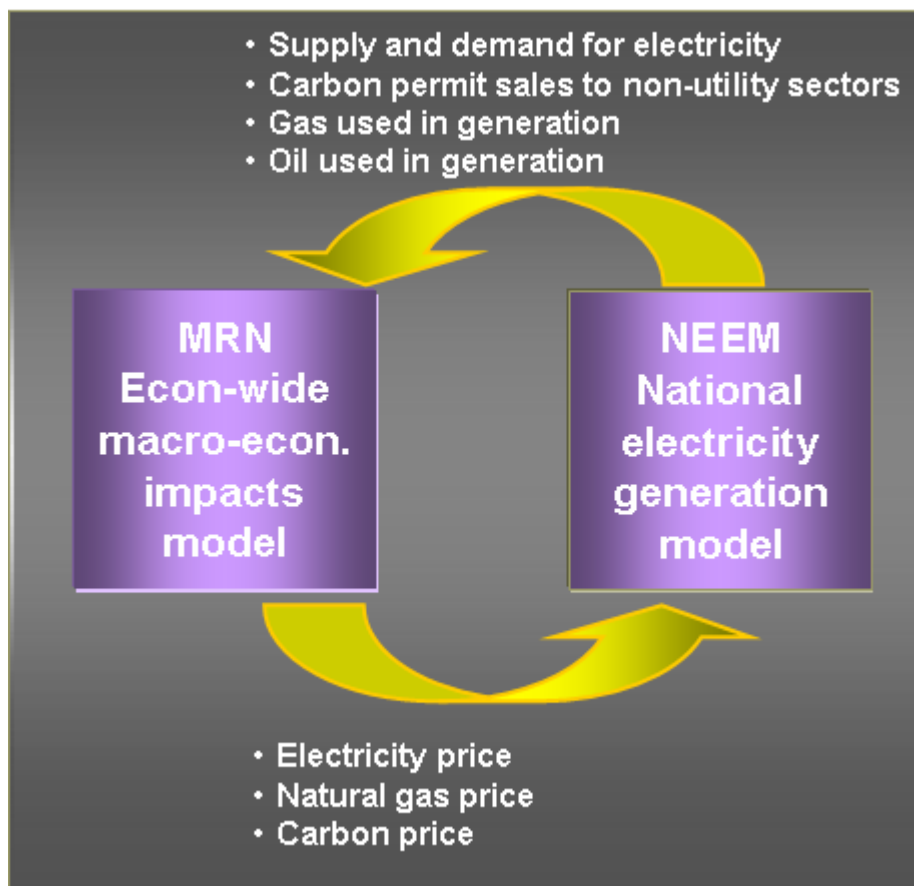 • Supply and demand for electricity
• Carbon permit sales to non-utility sectors
• Gas used in generation
• Oil used in generation
MRN
Econ-wide
macro-econ.
impacts
model
NEEM
National
electricity
generation
model
• Electricity price
• Natural gas price
• Carbon price